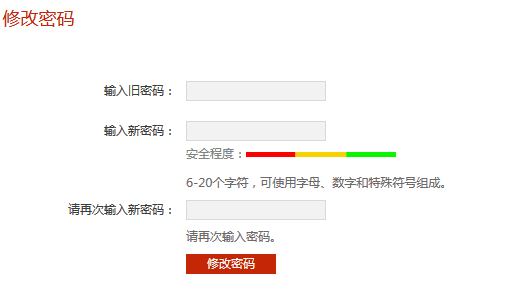 修改密码
输入旧密码：
输入新密码：
安全程度：
6-20个字符，可使用字母、数字和特殊符号组成。
请再次输入新密码：
请再次输入密码。
修改密码